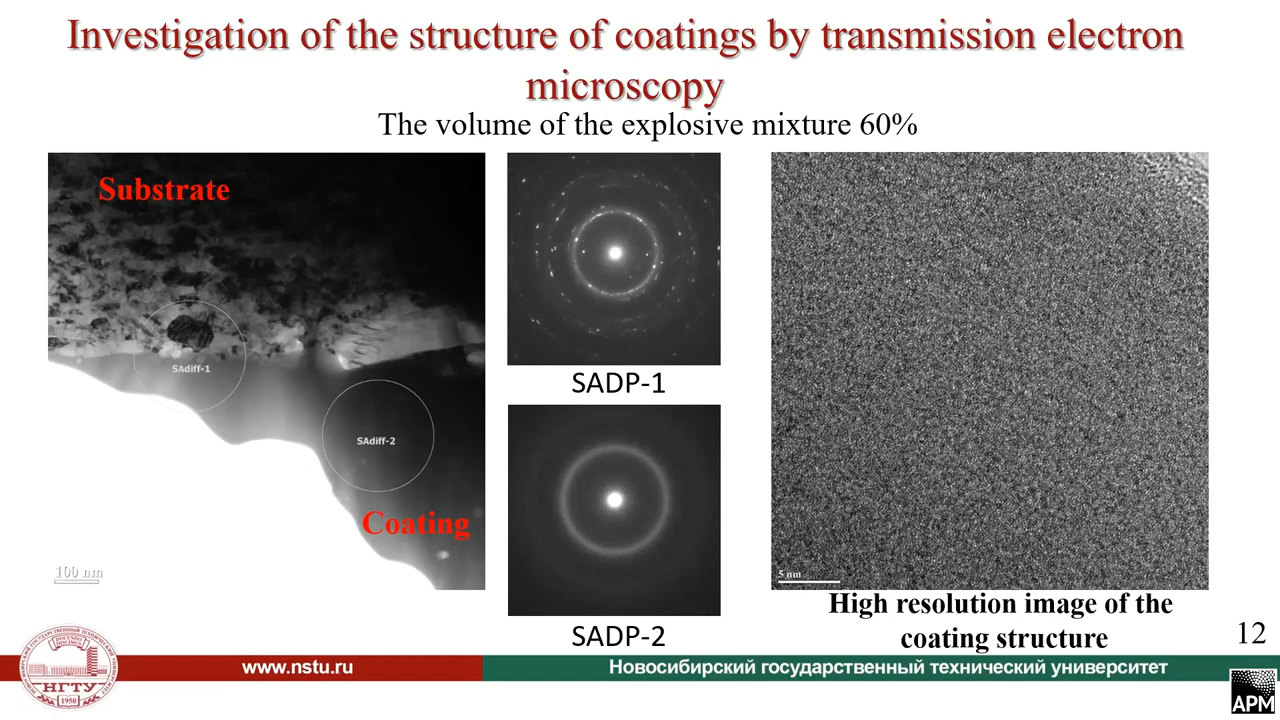 Investigation of the structure of coatings by transmission electron
microscopy
The volume of the explosive mixture 60%
Substrate
SAdiff-1
SAdiff-2
Coating
100 nm
SADP-1
SADP-2
5 nm
High resolution image of the
coating structure
12
НГТУ
1950
www.nstu.ru
Новосибирский государственный технический университет
APM